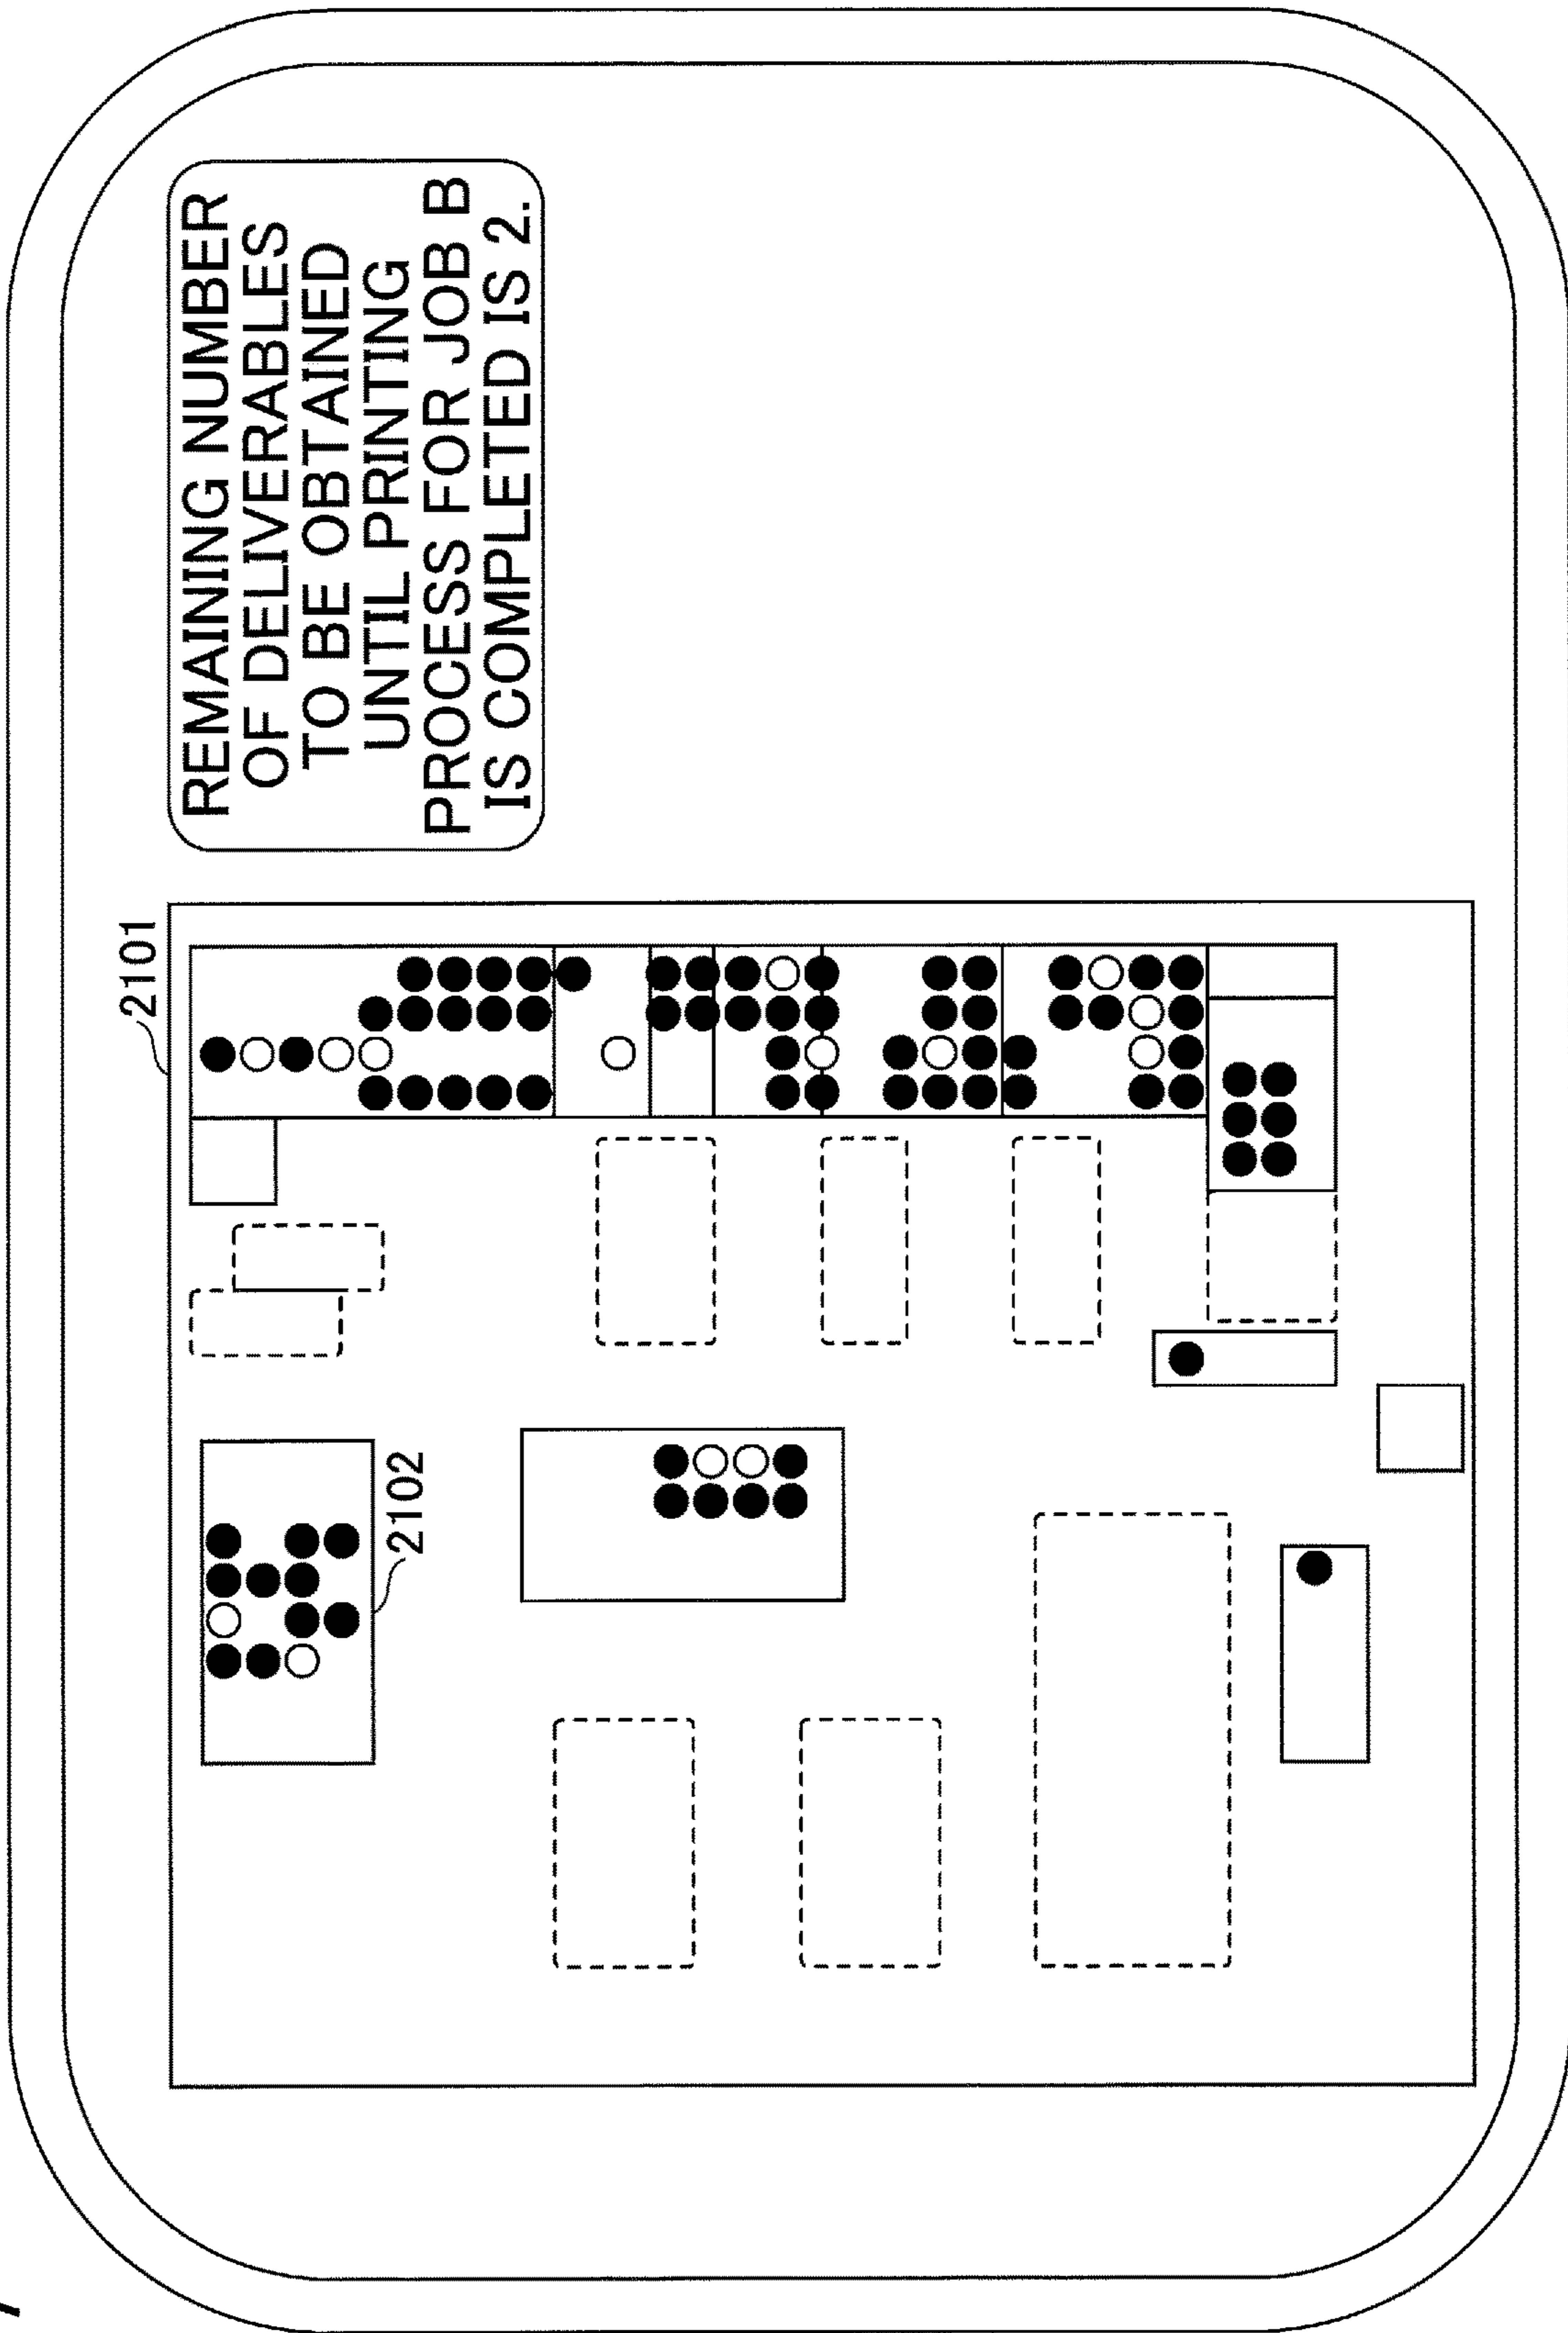 REMAINING NUMBER
OF DELIVERABLES
TO BE OBTAINED
UNTIL PRINTING
PROCESS FOR JOB B
IS COMPLETED IS 2.
2101
2102